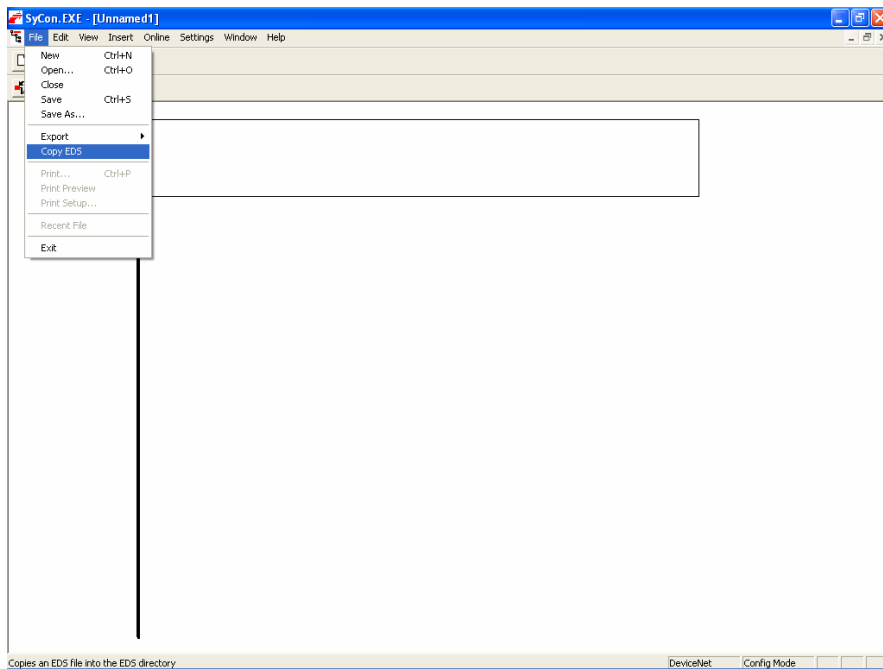 SyCon.EXE - [Unnamed1]
File Edit View Insert Online Settings Window Help
New Ctrl+N
Open... Ctrl+O
Close
Save Ctrl+S
Save As...
Export
Copy EDS
Print... Ctrl+P
Print Preview
Print Setup...
Recent File
Exit
Copies an EDS file into the EDS directory DeviceNet Config Mode